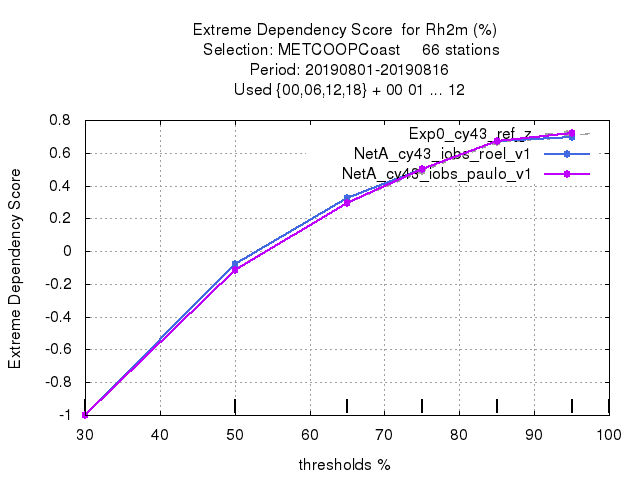 Extreme Dependency Score for Rh2m (%)
Selection: METCOOPCoast 66 stations
Period: 20190801-20190816
Used {00,06,12,18} + 00 01 ... 12
Exp0_cy43_ref_z
NetA_cy43_iobs_roel_v1
NetA_cy43_iobs_paulo_v1
Extreme Dependency Score
0.8
0.6
0.4
0.2
0
-0.2
-0.4
-0.6
-0.8
-1
30 40 50 60 70 80 90 100
thresholds %